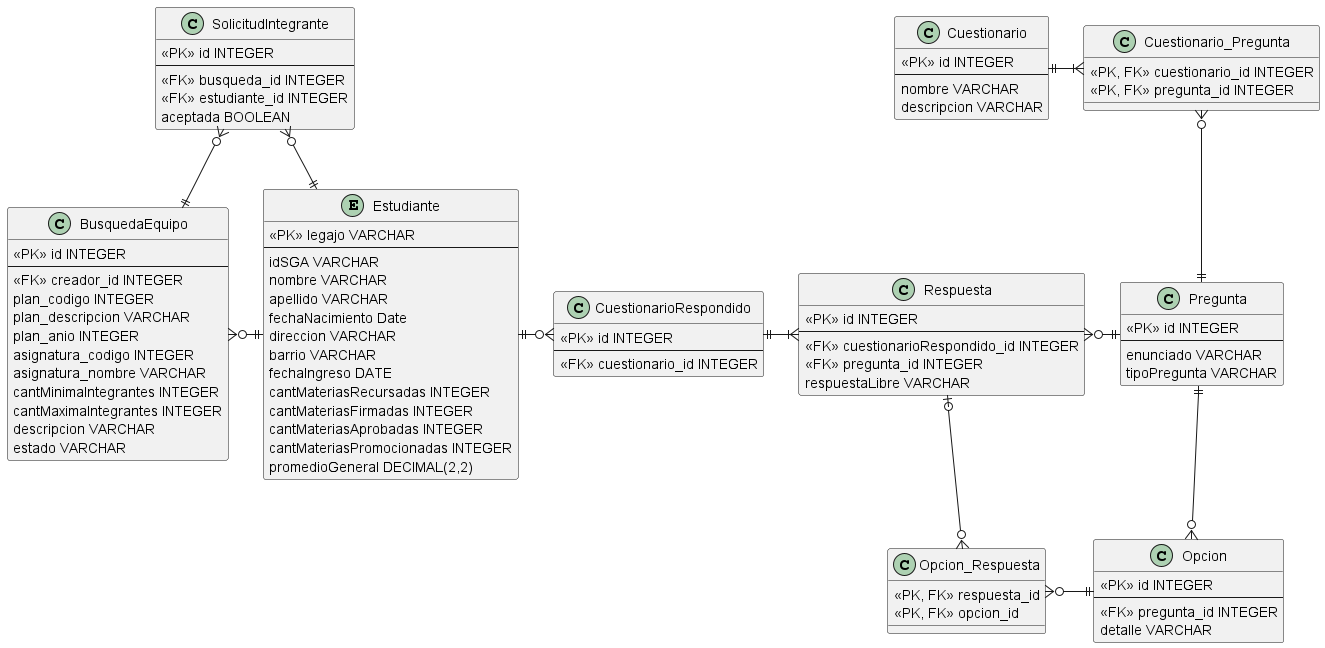 C SolicitudIntegrante
«PK» id INTEGER
«FK» busqueda_id INTEGER
«FK» estudiante_id INTEGER
aceptada BOOLEAN
C Cuestionario
«PK» id INTEGER
nombre VARCHAR
descripcion VARCHAR
C Cuestionario_Pregunta
«PK, FK» cuestionario_id INTEGER
«PK, FK» pregunta_id INTEGER
C BusquedaEquipo
«PK» id INTEGER
«FK» creador_id INTEGER
plan_codigo INTEGER
plan_descripcion VARCHAR
plan_anio INTEGER
asignatura_codigo INTEGER
asignatura_nombre VARCHAR
cantMinimaIntegrantes INTEGER
cantMaximaIntegrantes INTEGER
descripcion VARCHAR
estado VARCHAR
E Estudiante
«PK» legajo VARCHAR
idSGA VARCHAR
nombre VARCHAR
apellido VARCHAR
fechaNacimiento Date
direccion VARCHAR
barrio VARCHAR
fechaIngreso DATE
cantMateriasRecursadas INTEGER
cantMateriasFirmadas INTEGER
cantMateriasAprobadas INTEGER
cantMateriasPromocionadas INTEGER
promedioGeneral DECIMAL(2,2)
C CuestionarioRespondido
«PK» id INTEGER
«FK» cuestionario_id INTEGER
C Respuesta
«PK» id INTEGER
«FK» cuestionarioRespondido_id INTEGER
«FK» pregunta_id INTEGER
respuestaLibre VARCHAR
C Pregunta
«PK» id INTEGER
enunciado VARCHAR
tipoPregunta VARCHAR
C Opcion_Respuesta
«PK, FK» respuesta_id
«PK, FK» opcion_id
C Opcion
«PK» id INTEGER
«FK» pregunta_id INTEGER
detalle VARCHAR